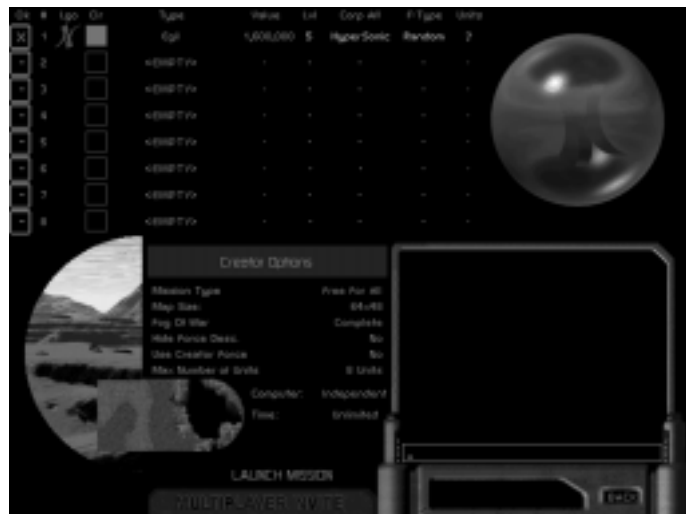 Ok # Lgo Clr Type Value Lvl Corp All F-Type Units
X 1 Egil 1,600,000 5 HyperSonic Random ?
- 2 <EMPTY> - - - - -
- 3 <EMPTY> - - - - -
- 4 <EMPTY> - - - - -
- 5 <EMPTY> - - - - -
- 6 <EMPTY> - - - - -
- 7 <EMPTY> - - - - -
- 8 <EMPTY> - - - - -
Creator Options
Mission Type Free For All
Map Size: 64x48
Fog Of War Complete
Hide Force Desc. No
Use Creator Force No
Max Number of Units 8 Units
Computer: Independent
Time: Unlimited
LAUNCH MISSION
MULTIPLAYER INVITE
BACK